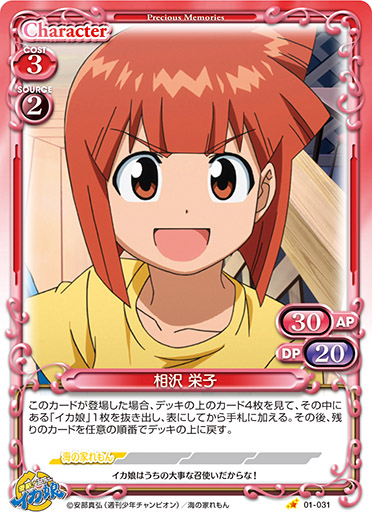 Precious Memories
Character
COST
3
SOURCE
2
30 AP
DP 20
相沢 栄子
このカードが登場した場合、デッキの上のカード4枚を見て、その中に
ある「イカ娘」1枚を抜き出し、表にしてから手札に加える。その後、残
りのカードを任意の順番でデッキの上に戻す。
海の家れもん
イカ娘はうちの大事な召使いだからな!
イカ娘
©安部真弘(週刊少年チャンピオン)/海の家れもん
01-031